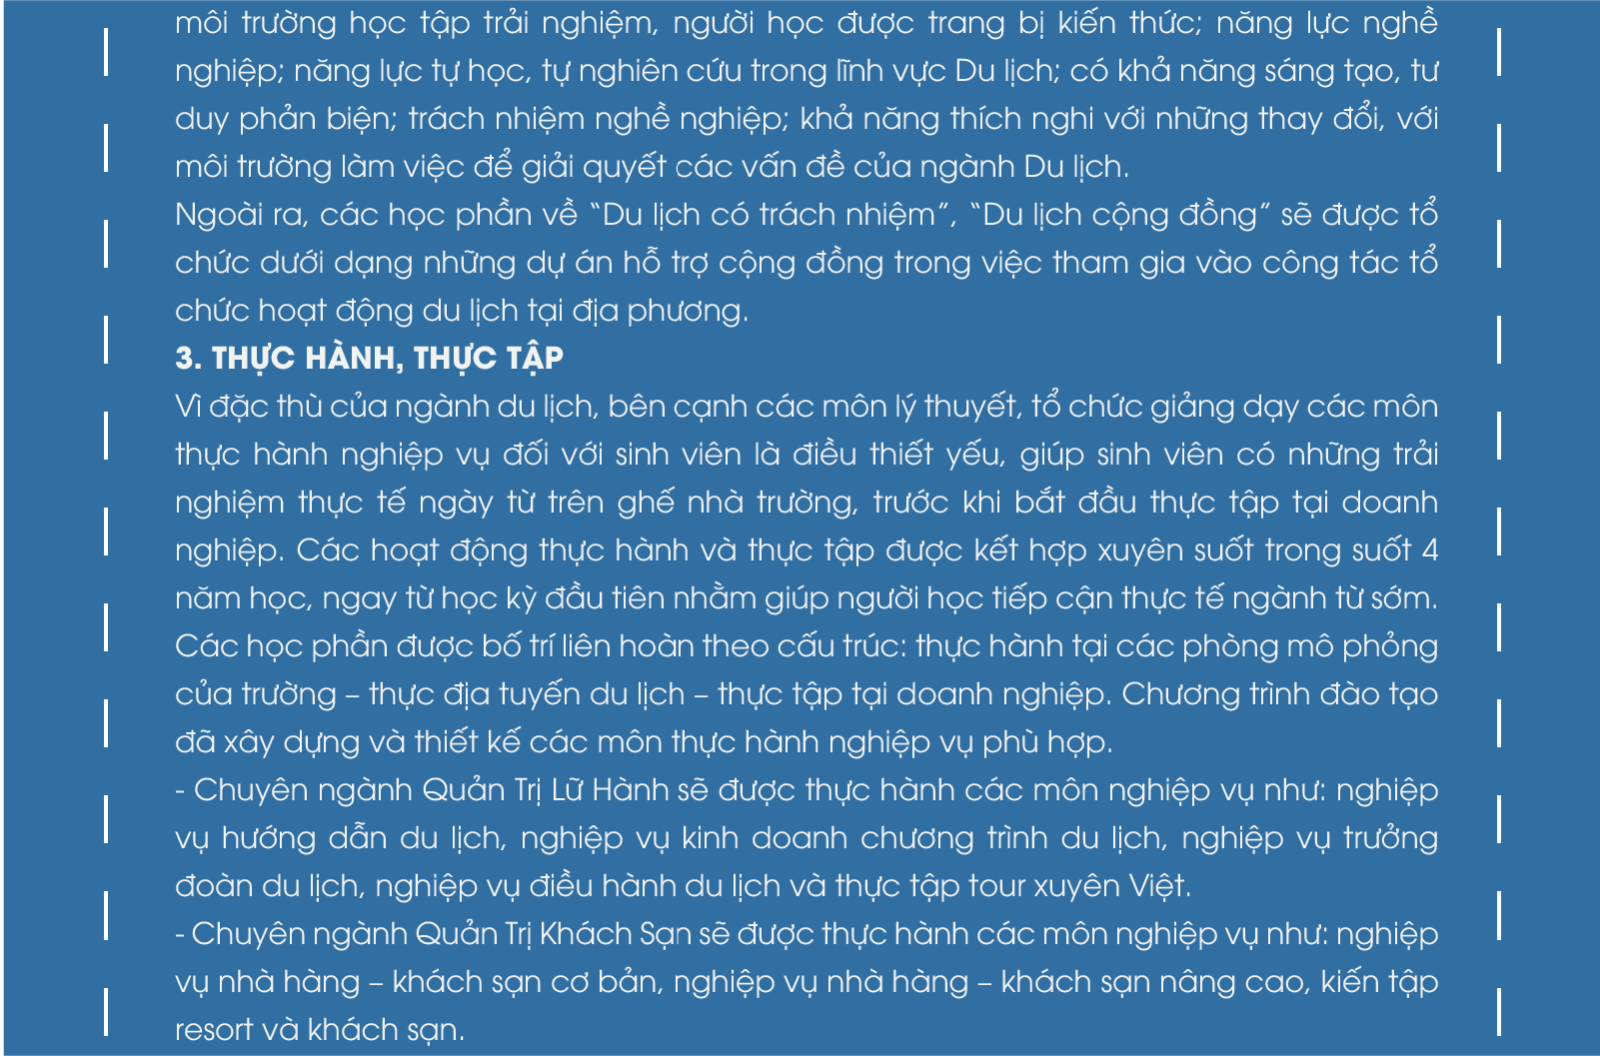 môi trường học tập trải nghiệm, người học được trang bị kiến thức; năng lực nghề
nghiệp; năng lực tự học, tự nghiên cứu trong lĩnh vực Du lịch; có khả năng sáng tạo, tư
duy phản biện; trách nhiệm nghề nghiệp; khả năng thích nghi với những thay đổi, với
môi trường làm việc để giải quyết các vấn đề của ngành Du lịch.
Ngoài ra, các học phần về “Du lịch có trách nhiệm”, “Du lịch cộng đồng” sẽ được tổ
chức dưới dạng những dự án hỗ trợ cộng đồng trong việc tham gia vào công tác tổ
chức hoạt động du lịch tại địa phương.
3. THỰC HÀNH, THỰC TẬP
Vì đặc thù của ngành du lịch, bên cạnh các môn lý thuyết, tổ chức giảng dạy các môn
thực hành nghiệp vụ đối với sinh viên là điều thiết yếu, giúp sinh viên có những trải
nghiệm thực tế ngày từ trên ghế nhà trường, trước khi bắt đầu thực tập tại doanh
nghiệp. Các hoạt động thực hành và thực tập được kết hợp xuyên suốt trong suốt 4
năm học, ngay từ học kỳ đầu tiên nhằm giúp người học tiếp cận thực tế ngành từ sớm.
Các học phần được bố trí liên hoàn theo cấu trúc: thực hành tại các phòng mô phỏng
của trường – thực địa tuyến du lịch – thực tập tại doanh nghiệp. Chương trình đào tạo
đã xây dựng và thiết kế các môn thực hành nghiệp vụ phù hợp.
- Chuyên ngành Quản Trị Lữ Hành sẽ được thực hành các môn nghiệp vụ như: nghiệp
vụ hướng dẫn du lịch, nghiệp vụ kinh doanh chương trình du lịch, nghiệp vụ trưởng
đoàn du lịch, nghiệp vụ điều hành du lịch và thực tập tour xuyên Việt.
- Chuyên ngành Quản Trị Khách Sạn sẽ được thực hành các môn nghiệp vụ như: nghiệp
vụ nhà hàng – khách sạn cơ bản, nghiệp vụ nhà hàng – khách sạn nâng cao, kiến tập
resort và khách sạn.